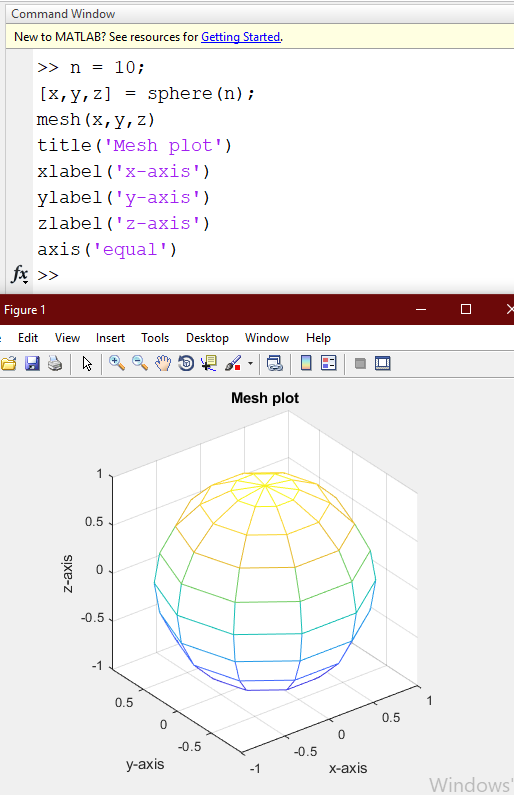 Command Window
New to MATLAB? See resources for Getting Started.
>> n = 10;
[x,y,z] = sphere(n);
mesh(x,y,z)
title('Mesh plot')
xlabel('x-axis')
ylabel('y-axis')
zlabel('z-axis')
axis('equal')
fx >>
Figure 1
Edit View Insert Tools Desktop Window Help
Mesh plot
1
0.5
0
-0.5
-1
z-axis
0.5
0
-0.5
y-axis
-1
-0.5
0
0.5
1
x-axis
Windows